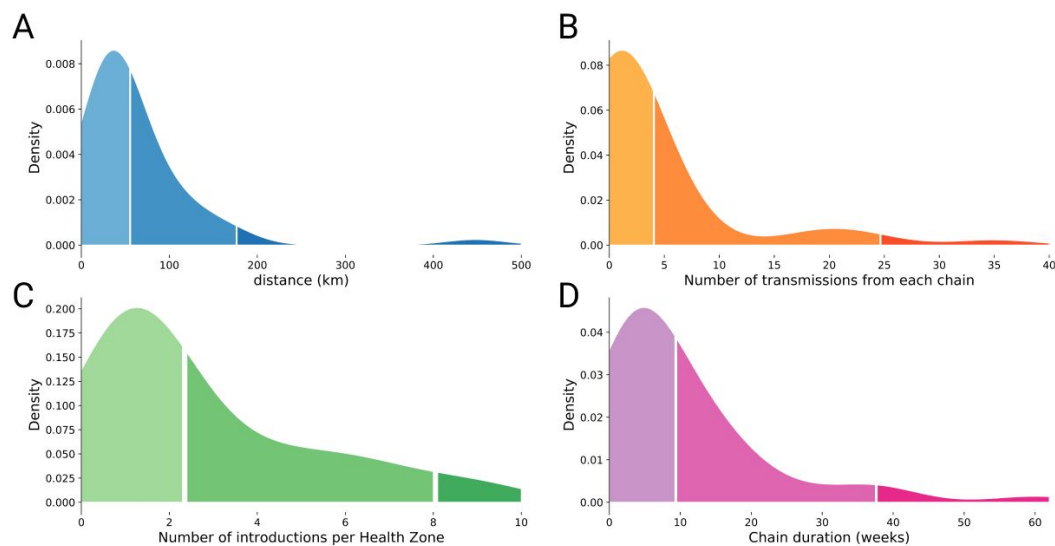 A
Density
0.008
0.006
0.004
0.002
0.000
0 100 200 300 400 500
distance (km)
B
Density
0.08
0.06
0.04
0.02
0.00
0 5 10 15 20 25 30 35 40
Number of transmissions from each chain
C
Density
0.200
0.175
0.150
0.125
0.100
0.075
0.050
0.025
0.000
0 2 4 6 8 10
Number of introductions per Health Zone
D
Density
0.04
0.03
0.02
0.01
0.00
0 10 20 30 40 50 60
Chain duration (weeks)